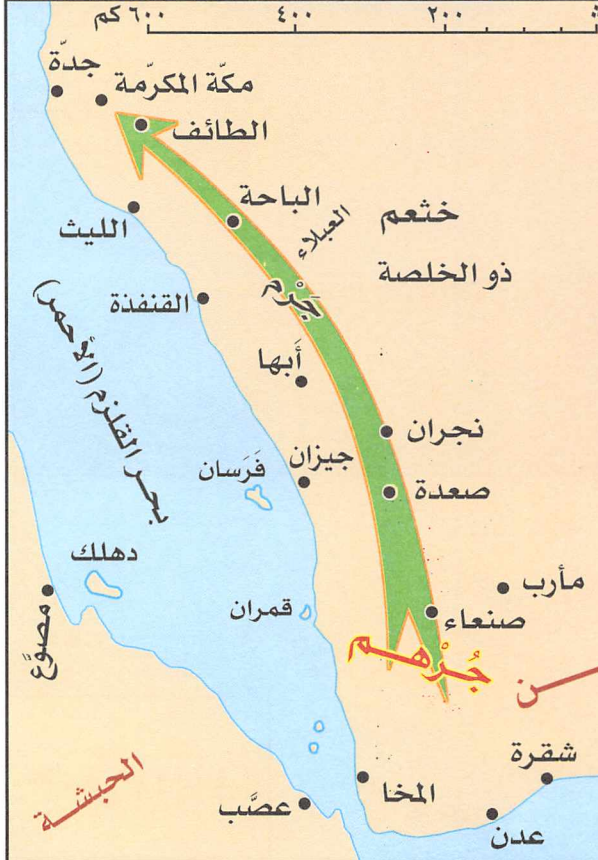 ٢٠٠ ٤٠٠ ٦٠٠ كم
جدّة
مكّة المكرّمة
الطائف
الباحة
العبلاء
خثعم
ذو الخلصة
الليث
جَرْم
القنفذة
أَبها
بحر القلزم (الأحمر)
نجران
جيزان
فَرَسان
صعدة
دهلك
مأرب
قمران
صنعاء
مصوَّع
جُرْهم
ـن
شقرة
الحبشة
المخا
عصَّب
عدن